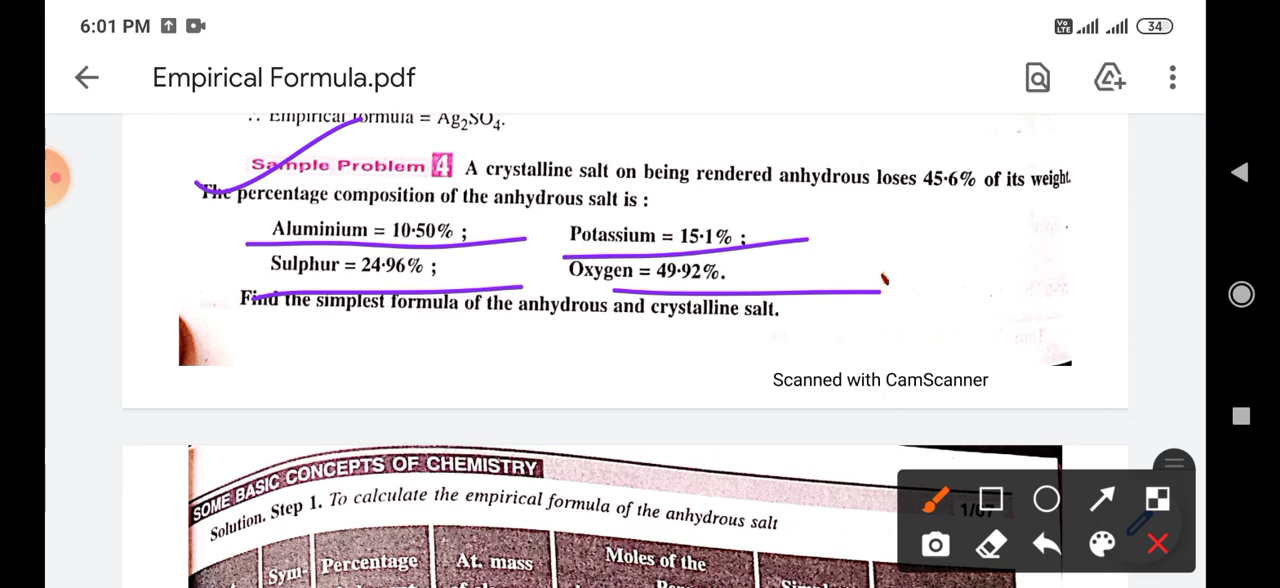 6:01 PM
Vo LTE 34
Empirical Formula.pdf
∴ Empirical formula = Ag₂SO₄.
Sample Problem 4 A crystalline salt on being rendered anhydrous loses 45·6% of its weight.
The percentage composition of the anhydrous salt is :
Aluminium = 10·50% ; Potassium = 15·1% ;
Sulphur = 24·96% ; Oxygen = 49·92%.
Find the simplest formula of the anhydrous and crystalline salt.
Scanned with CamScanner
SOME BASIC CONCEPTS OF CHEMISTRY
Solution. Step 1. To calculate the empirical formula of the anhydrous salt
Sym- Percentage At. mass Moles of the